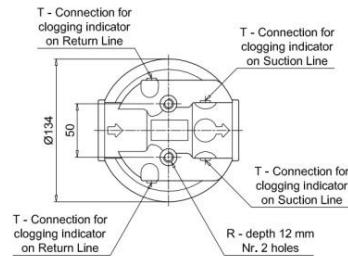 T - Connection for
clogging indicator
on Return Line
T - Connection for
clogging indicator
on Suction Line
Ø134
50
T - Connection for
clogging indicator
on Suction Line
T - Connection for
clogging indicator
on Return Line
R - depth 12 mm
Nr. 2 holes